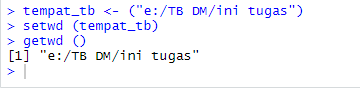 > tempat_tb <- ("e:/TB DM/ini tugas")
> setwd (tempat_tb)
> getwd ()
[1] "e:/TB DM/ini tugas"
>